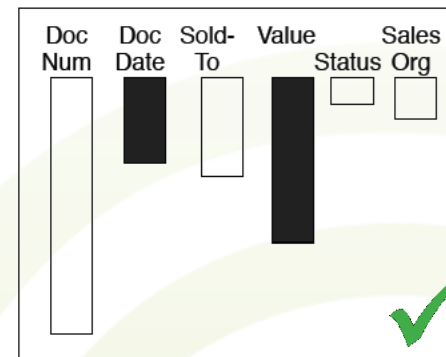 Doc Doc Sold- Value Sales
Num Date To Status Org